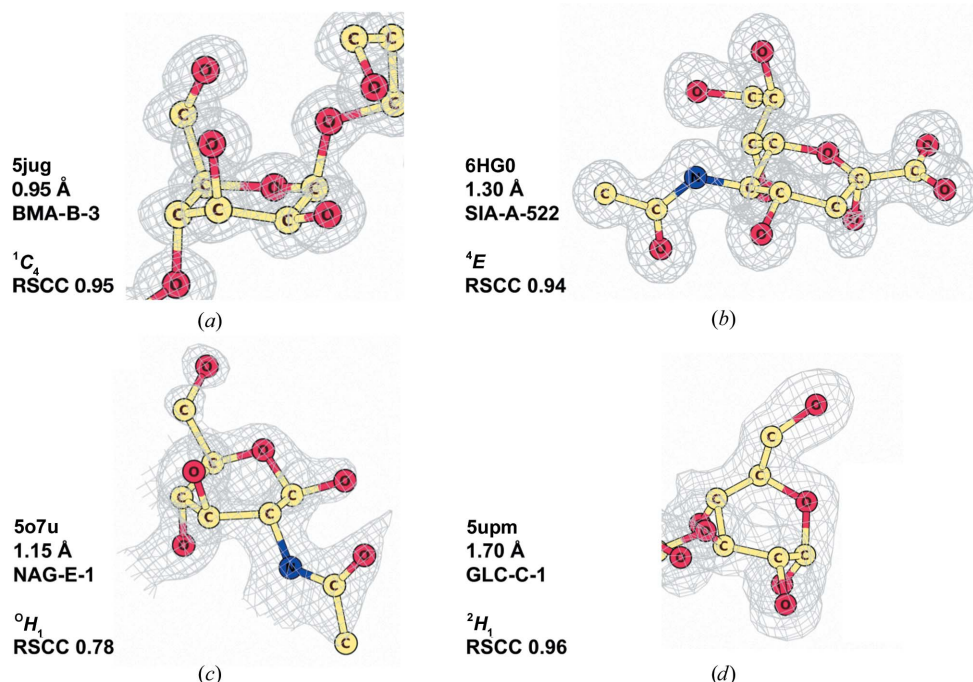 5jug
0.95 Å
BMA-B-3
¹C₄
RSCC 0.95
(a)
6HG0
1.30 Å
SIA-A-522
⁴E
RSCC 0.94
(b)
5o7u
1.15 Å
NAG-E-1
ᴼH₁
RSCC 0.78
(c)
5upm
1.70 Å
GLC-C-1
²H₁
RSCC 0.96
(d)